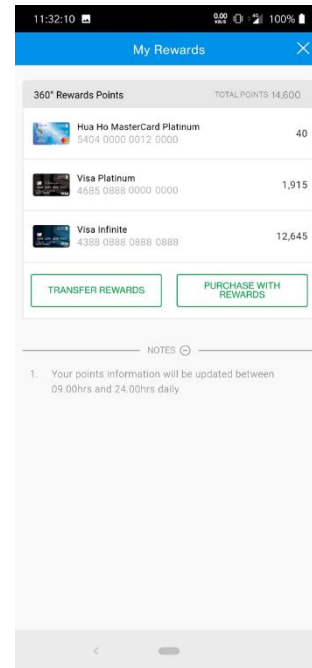 11:32:10 100%
My Rewards
360° Rewards Points TOTAL POINTS 14,600
Hua Ho MasterCard Platinum
5404 0000 0012 0000 40
Visa Platinum
4685 0888 0000 0000 1,915
Visa Infinite
4388 0888 0888 0888 12,645
TRANSFER REWARDS
PURCHASE WITH
REWARDS
NOTES
1. Your points information will be updated between
09.00hrs and 24.00hrs daily.